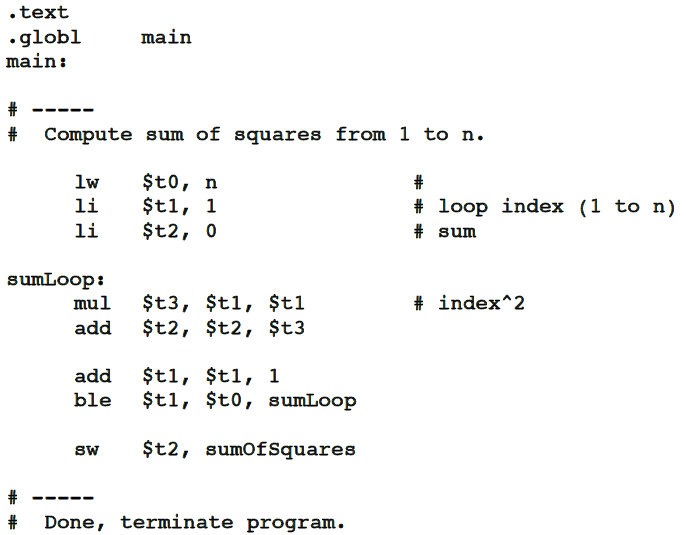 .text
.globl     main
main:
# -----
#  Compute sum of squares from 1 to n.
lw   $t0, n                #
li   $t1, 1                # loop index (1 to n)
li   $t2, 0                # sum
sumLoop:
mul  $t3, $t1, $t1         # index^2
add  $t2, $t2, $t3
add  $t1, $t1, 1
ble  $t1, $t0, sumLoop
sw   $t2, sumOfSquares
# -----
#  Done, terminate program.